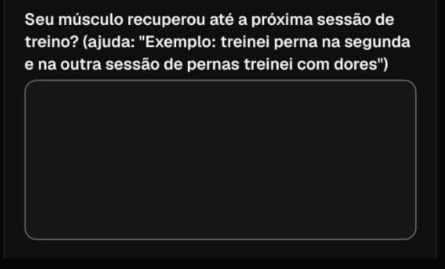 Seu músculo recuperou até a próxima sessão de
treino? (ajuda: "Exemplo: treinei perna na segunda
e na outra sessão de pernas treinei com dores")